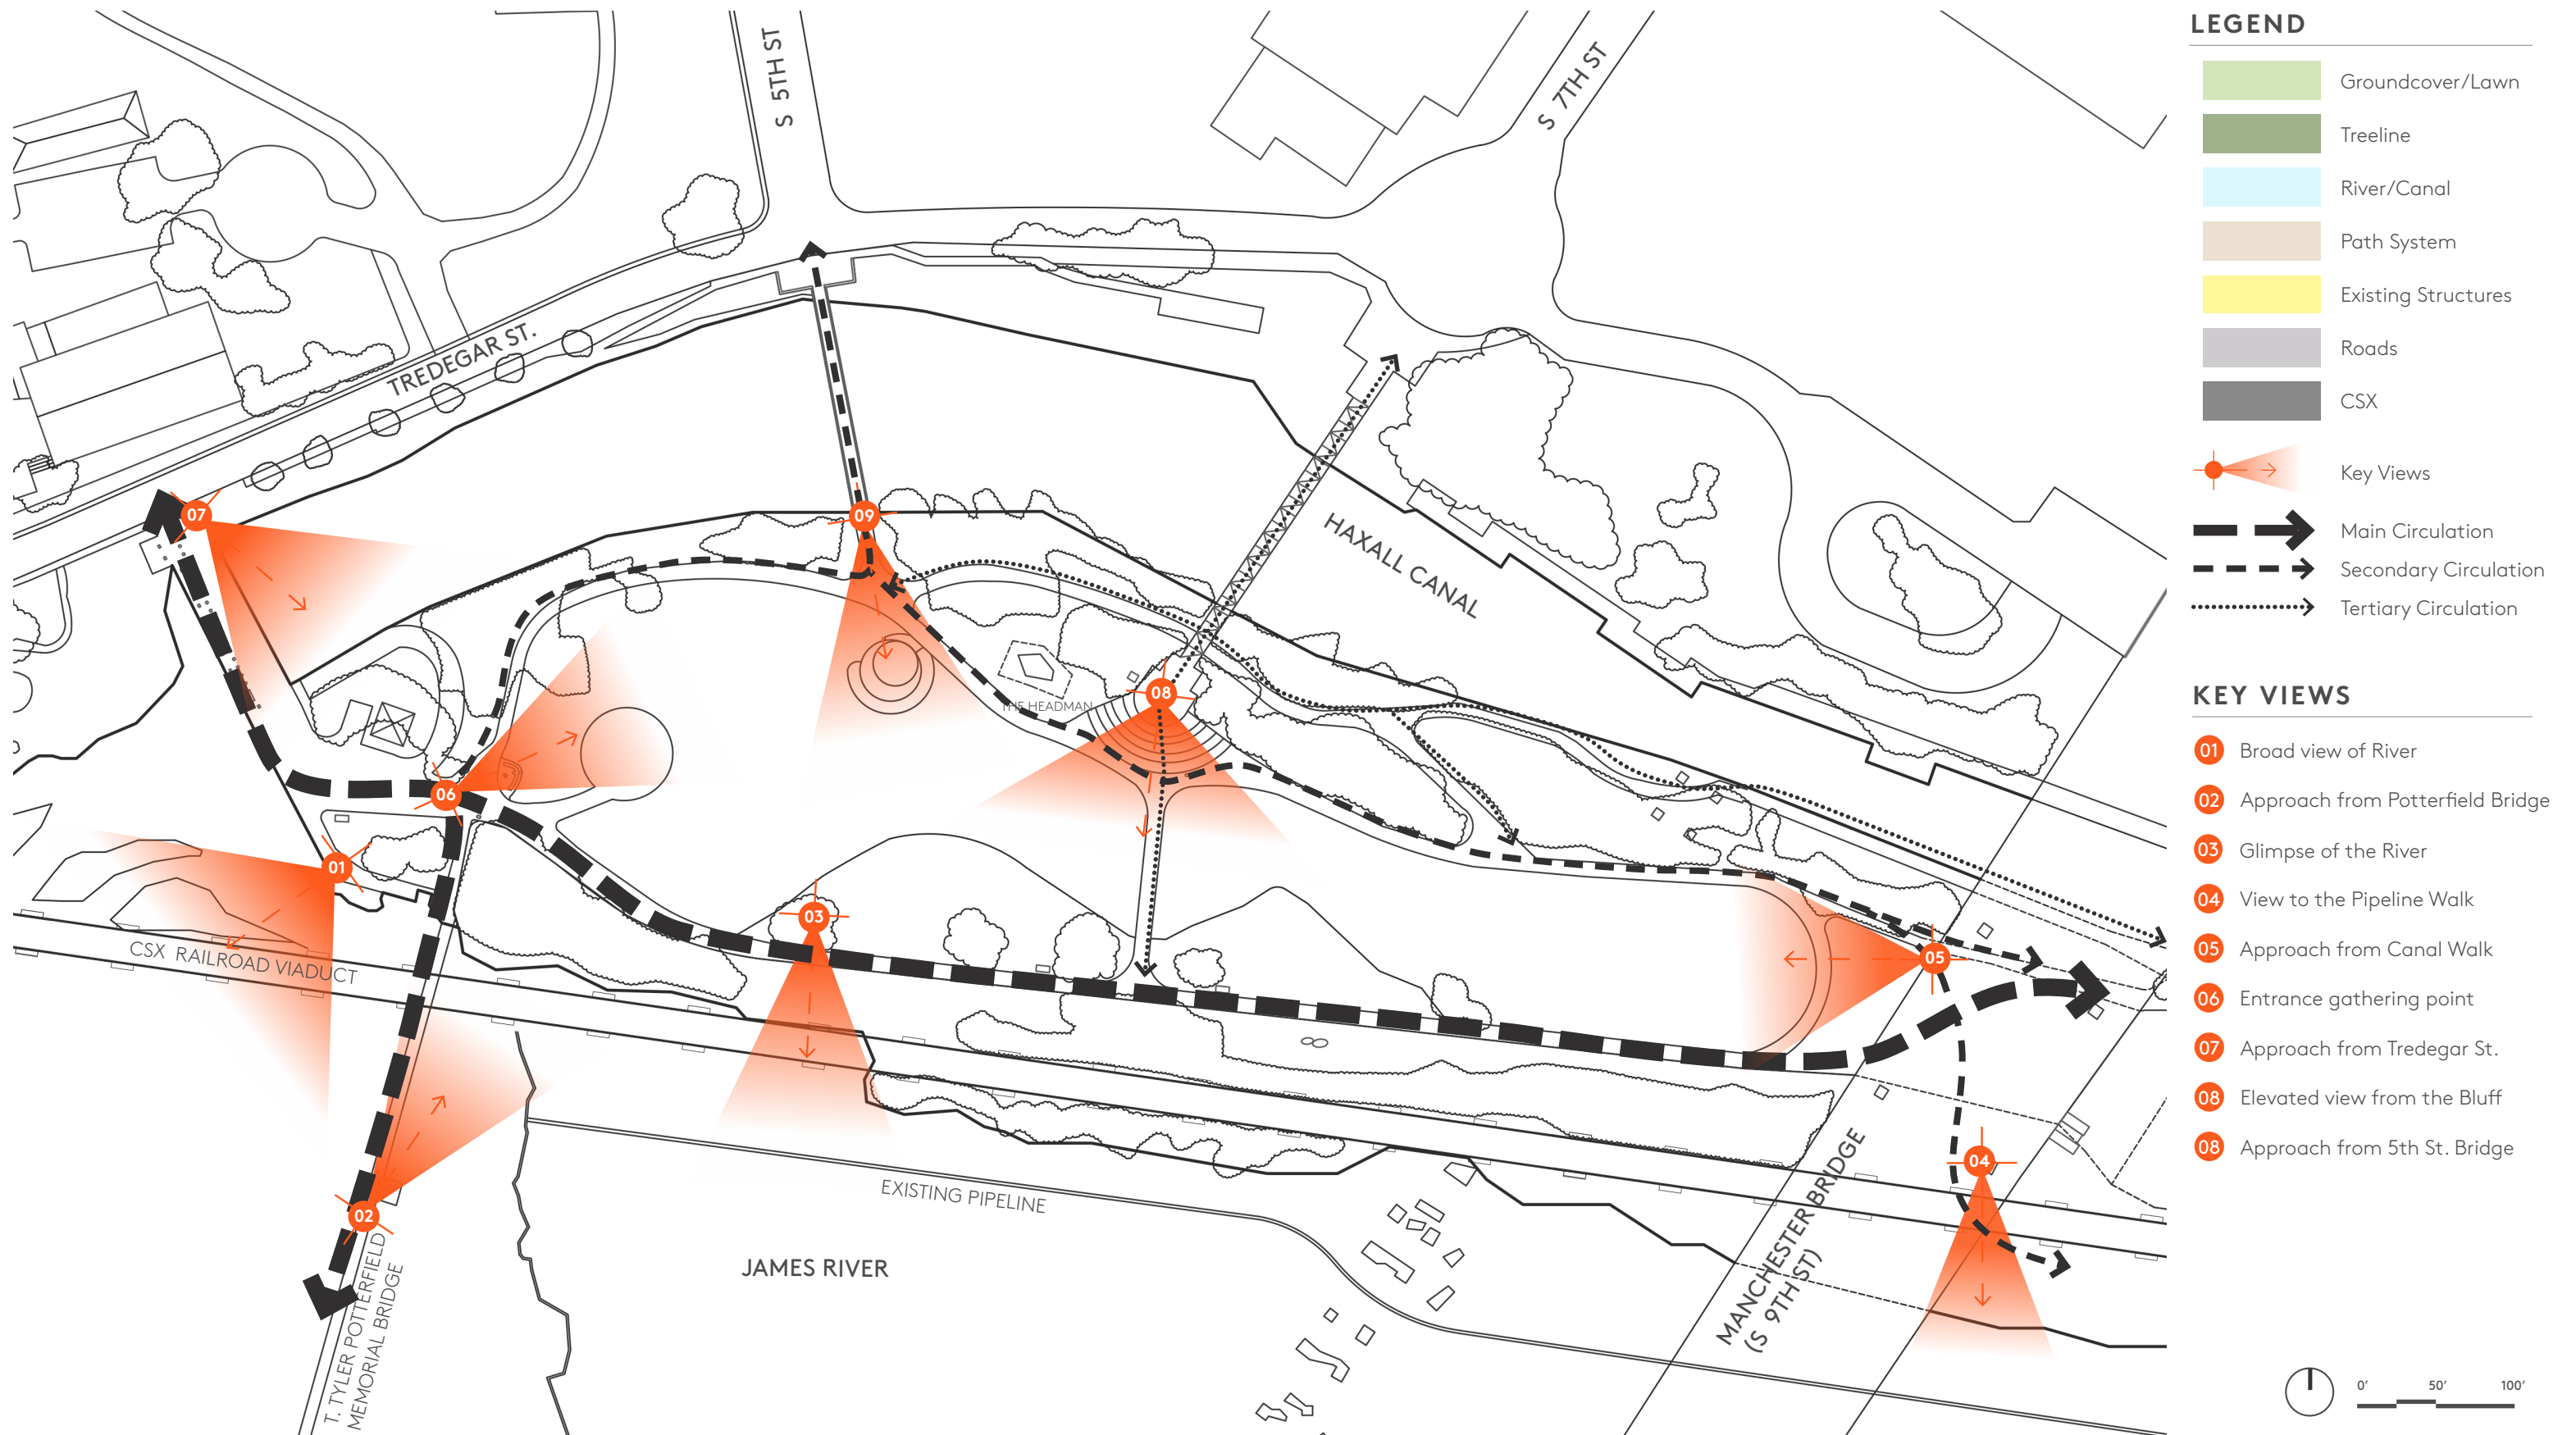 S 5TH ST
S 7TH ST
TREDEGAR ST.
07
09
HAXALL CANAL
08
THE HEADMAN
06
01
03
05
CSX RAILROAD VIADUCT
04
02
EXISTING PIPELINE
JAMES RIVER
T. TYLER POTTERFIELD
MEMORIAL BRIDGE
MANCHESTER BRIDGE
(S 9TH ST)
LEGEND
Groundcover/Lawn
Treeline
River/Canal
Path System
Existing Structures
Roads
CSX
Key Views
Main Circulation
Secondary Circulation
Tertiary Circulation
KEY VIEWS
01 Broad view of River
02 Approach from Potterfield Bridge
03 Glimpse of the River
04 View to the Pipeline Walk
05 Approach from Canal Walk
06 Entrance gathering point
07 Approach from Tredegar St.
08 Elevated view from the Bluff
08 Approach from 5th St. Bridge
0' 50' 100'